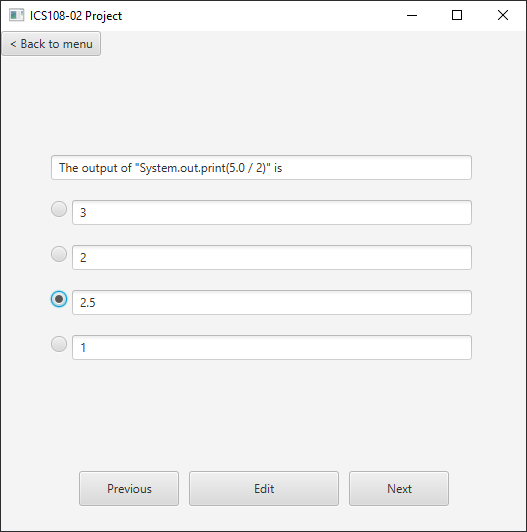 ICS108-02 Project
< Back to menu
The output of "System.out.print(5.0 / 2)" is
3
2
2.5
1
Previous Edit Next